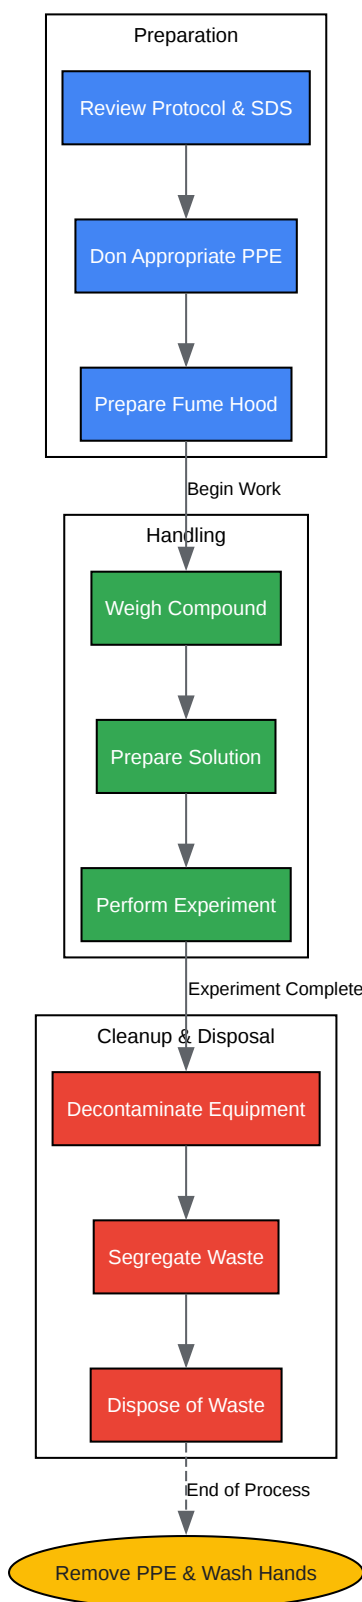 Preparation
Review Protocol & SDS
Don Appropriate PPE
Prepare Fume Hood
Begin Work
Handling
Weigh Compound
Prepare Solution
Perform Experiment
Experiment Complete
Cleanup & Disposal
Decontaminate Equipment
Segregate Waste
Dispose of Waste
End of Process
Remove PPE & Wash Hands